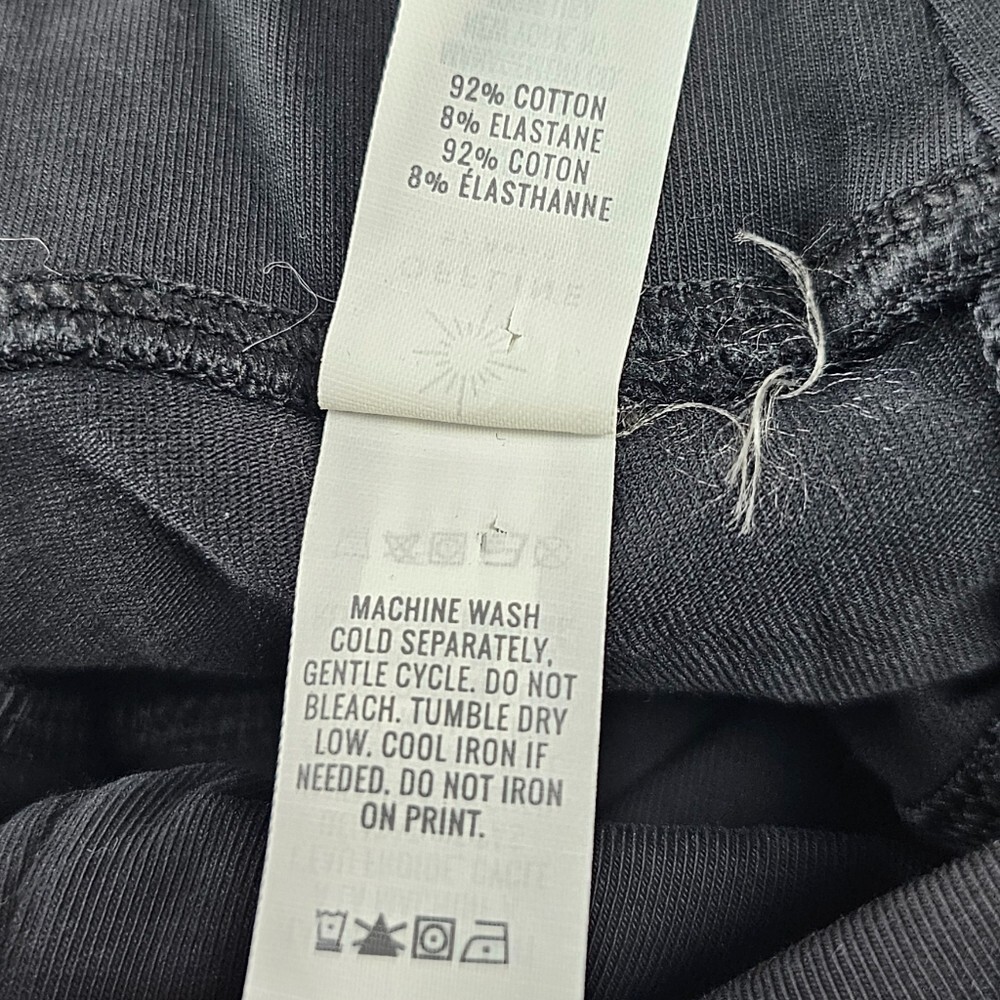 92% COTTON
8% ELASTANE
92% COTON
8% ÉLASTHANNE
MACHINE WASH
COLD SEPARATELY,
GENTLE CYCLE. DO NOT
BLEACH. TUMBLE DRY
LOW. COOL IRON IF
NEEDED. DO NOT IRON
ON PRINT.